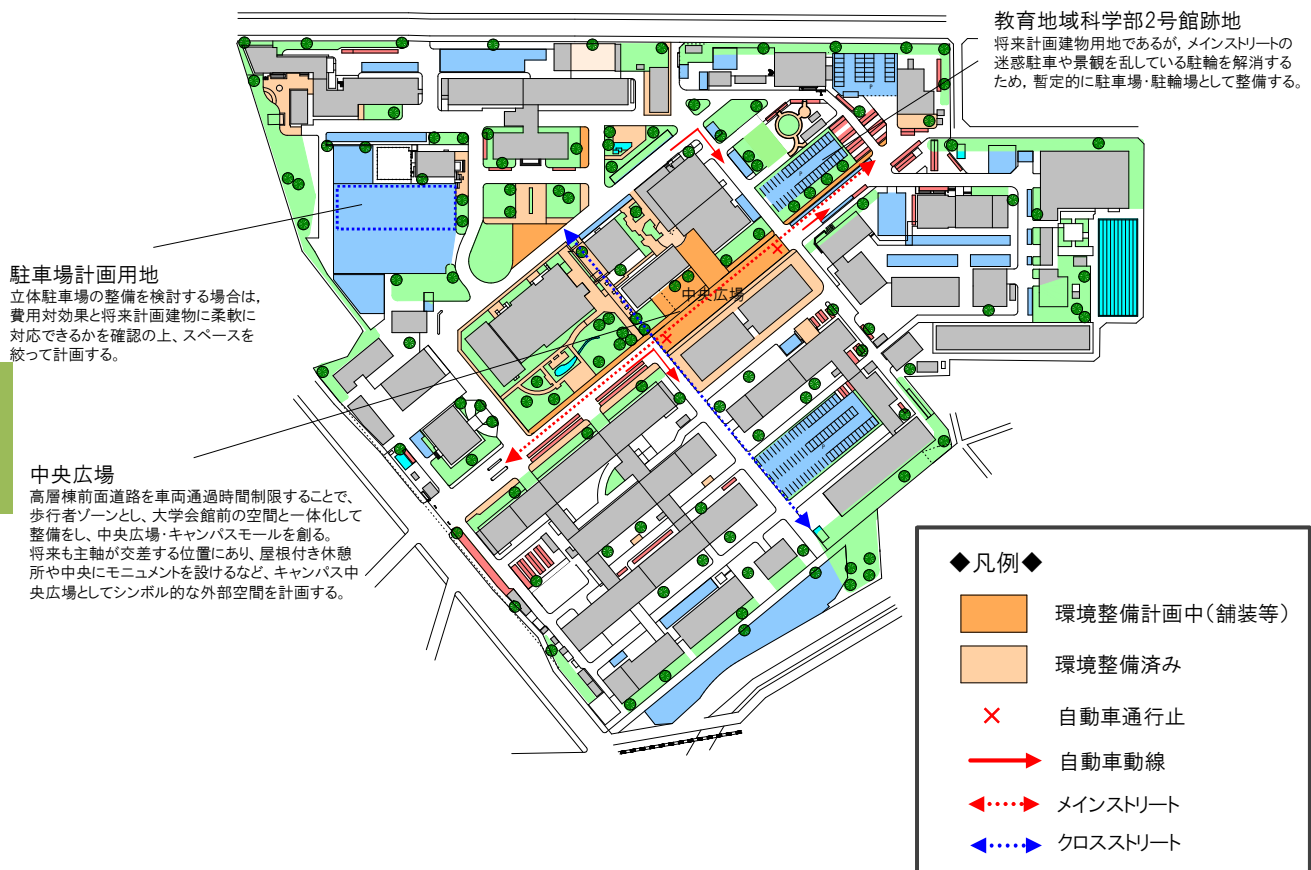 教育地域科学部2号館跡地
将来計画建物用地であるが，メインストリートの
迷惑駐車や景観を乱している駐輪を解消する
ため，暫定的に駐車場・駐輪場として整備する。
駐車場計画用地
立体駐車場の整備を検討する場合は，
費用対効果と将来計画建物に柔軟に
対応できるかを確認の上、スペースを
絞って計画する。
中央広場
中央広場
高層棟前面道路を車両通過時間制限することで、
歩行者ゾーンとし、大学会館前の空間と一体化して
整備をし、中央広場・キャンパスモールを創る。
将来も主軸が交差する位置にあり、屋根付き休憩
所や中央にモニュメントを設けるなど、キャンパス中
央広場としてシンボル的な外部空間を計画する。
◆凡例◆
環境整備計画中（舗装等）
環境整備済み
自動車通行止
自動車動線
メインストリート
クロスストリート